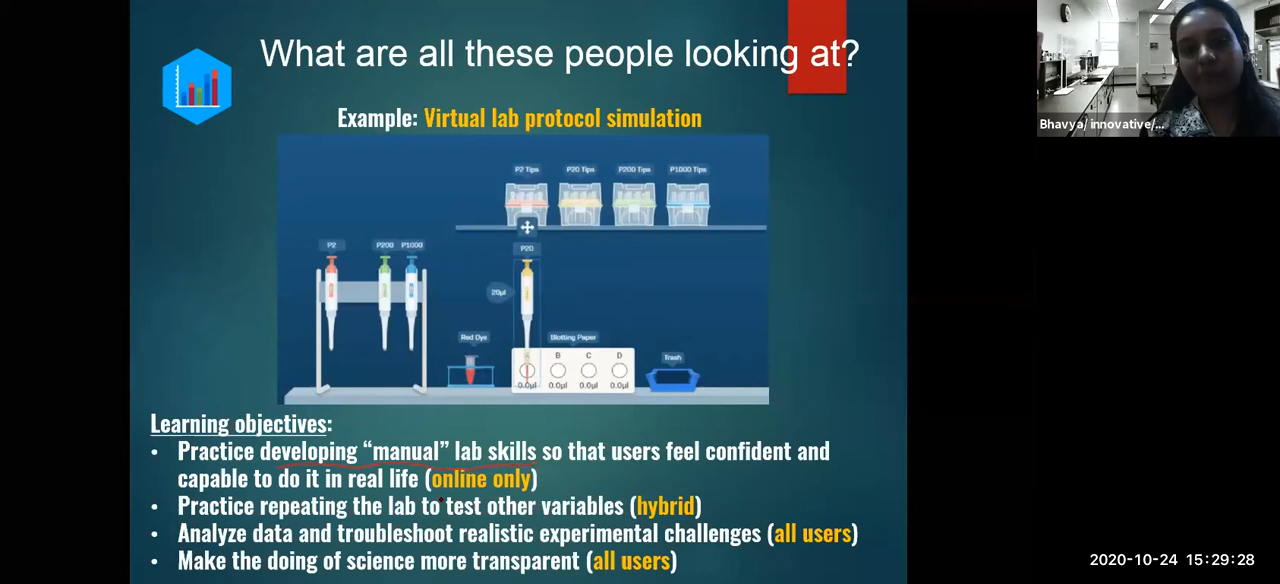 What are all these people looking at?
Example: Virtual lab protocol simulation
P2 Tips P20 Tips P200 Tips P1000 Tips
P2 P200 P1000 P20
20µl
Red Dye Blotting Paper Trash
A B C D
0.0µl 0.0µl 0.0µl 0.0µl
Learning objectives:
• Practice developing “manual” lab skills so that users feel confident and
capable to do it in real life (online only)
• Practice repeating the lab to test other variables (hybrid)
• Analyze data and troubleshoot realistic experimental challenges (all users)
• Make the doing of science more transparent (all users)
Bhavya/ innovative/...
2020-10-24 15:29:28